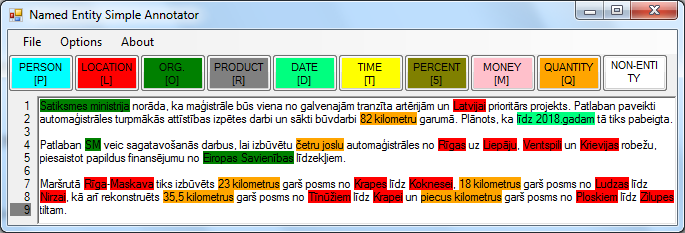 Named Entity Simple Annotator
File Options About
PERSON [P] LOCATION [L] ORG. [O] PRODUCT [R] DATE [D] TIME [T] PERCENT [5] MONEY [M] QUANTITY [Q] NON-ENTI TY
1 Satiksmes ministrija norāda, ka maģistrāle būs viena no galvenajām tranzīta artērijām un Latvijai prioritārs projekts. Patlaban paveikti
2 automaģistrāles turpmākās attīstības izpētes darbi un sākti būvdarbi 82 kilometru garumā. Plānots, ka līdz 2018.gadam tā tiks pabeigta.
3
4 Patlaban SM veic sagatavošanās darbus, lai izbūvētu četru joslu automaģistrāles no Rīgas uz Liepāju, Ventspili un Krievijas robežu,
5 piesaistot papildus finansējumu no Eiropas Savienības līdzekļiem.
6
7 Maršrutā Rīga-Maskava tiks izbūvēts 23 kilometrus garš posms no Krapes līdz Koknesei, 18 kilometrus garš posms no Ludzas līdz
8 Nirzai, kā arī rekonstruēts 35,5 kilometrus garš posms no Tīnūžiem līdz Krapei un piecus kilometrus garš posms no Ploskiem līdz Zilupes
9 tiltam.